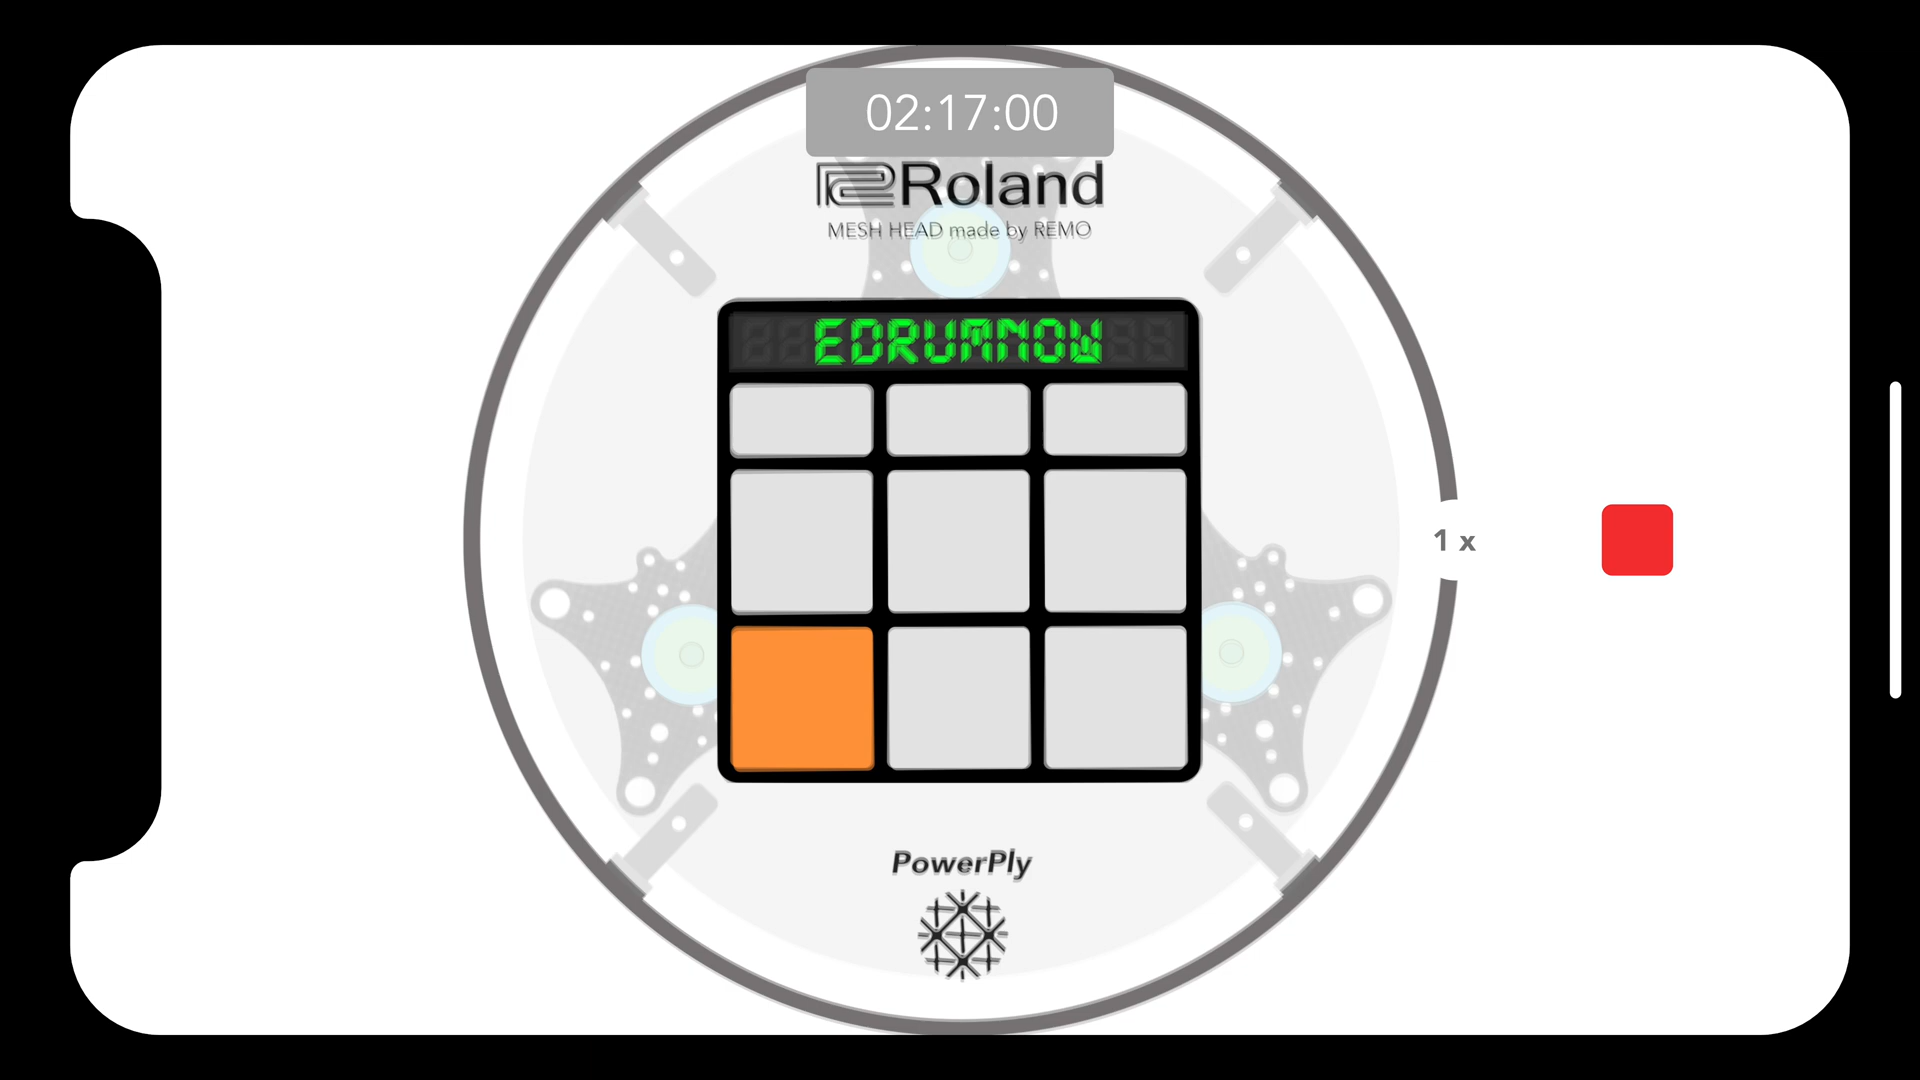 02:17:00
Roland
MESH HEAD made by REMO
EDRUMNOW
1 x
PowerPly